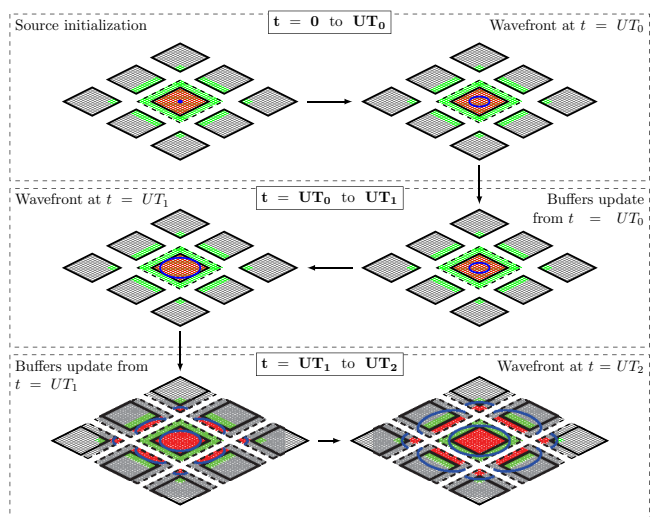 t = 0 to UT₀
Source initialization
Wavefront at t = UT₀
t = UT₀ to UT₁
Wavefront at t = UT₁
Buffers update
from t = UT₀
t = UT₁ to UT₂
Buffers update from
t = UT₁
Wavefront at t = UT₂